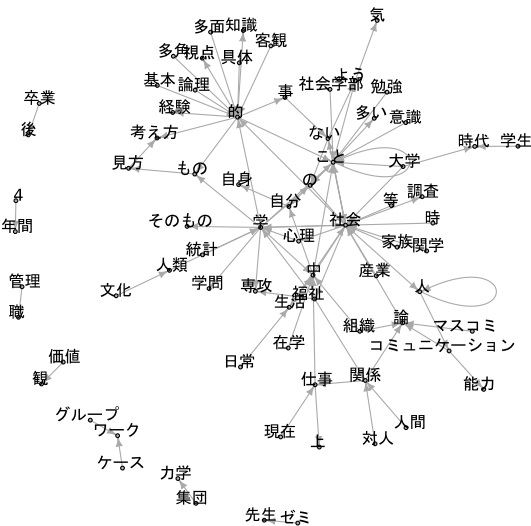 気
多面
知識
客観
多角
視点
具体
よう
社会学部
勉強
基本
論理
事
卒業
経験
多い
意識
後
考え方
ない
時代
学生
見方
もの
こと
大学
自身
の
4
自分
等
調査
年間
そのもの
学
社会
時
的
統計
心理
家族
関学
人類
中
産業
人
管理
文化
学問
専攻
福祉
生活
職
組織
論
マスコミ
在学
コミュニケーション
価値
日常
観
仕事
関係
能力
グループ
ワーク
現在
上
対人
人間
ケース
力学
集団
先生
ゼミ